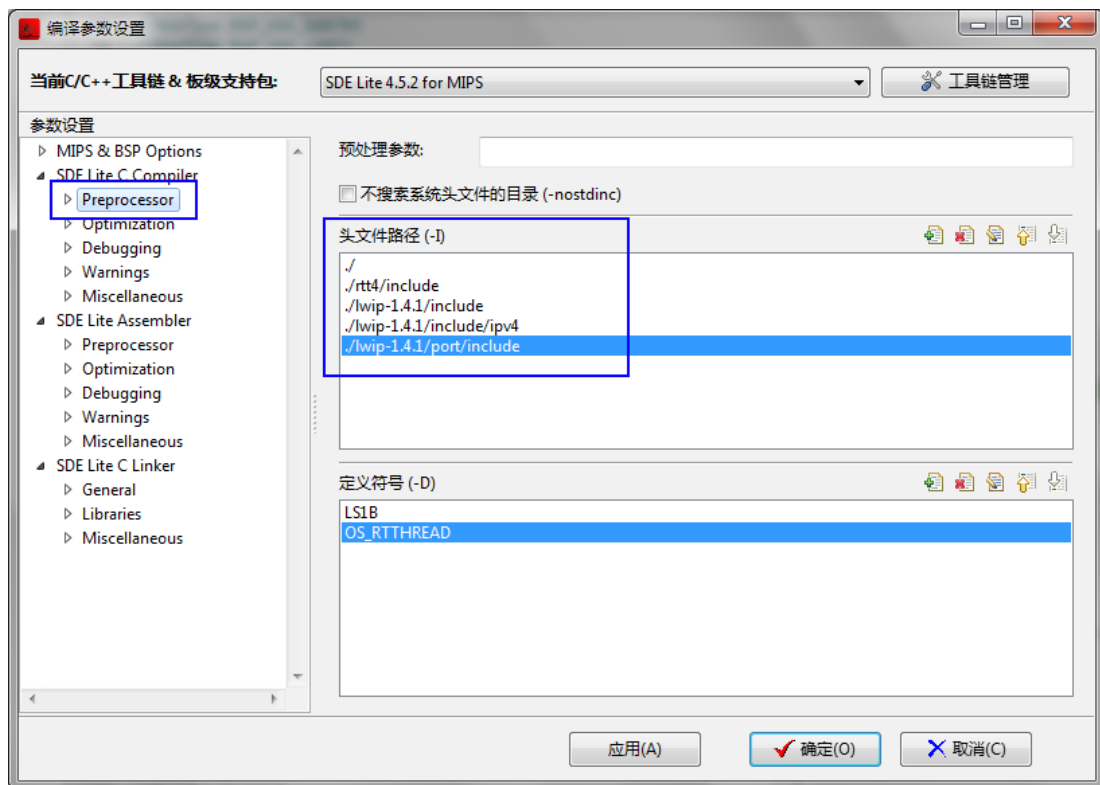 编译参数设置
当前C/C++工具链 & 板级支持包:
SDE Lite 4.5.2 for MIPS
工具链管理
参数设置
MIPS & BSP Options
SDE Lite C Compiler
Preprocessor
Optimization
Debugging
Warnings
Miscellaneous
SDE Lite Assembler
Preprocessor
Optimization
Debugging
Warnings
Miscellaneous
SDE Lite C Linker
General
Libraries
Miscellaneous
预处理参数:
不搜索系统头文件的目录 (-nostdinc)
头文件路径 (-I)
./
./rtt4/include
./lwip-1.4.1/include
./lwip-1.4.1/include/ipv4
./lwip-1.4.1/port/include
定义符号 (-D)
LS1B
OS_RTTHREAD
应用(A)
确定(O)
取消(C)